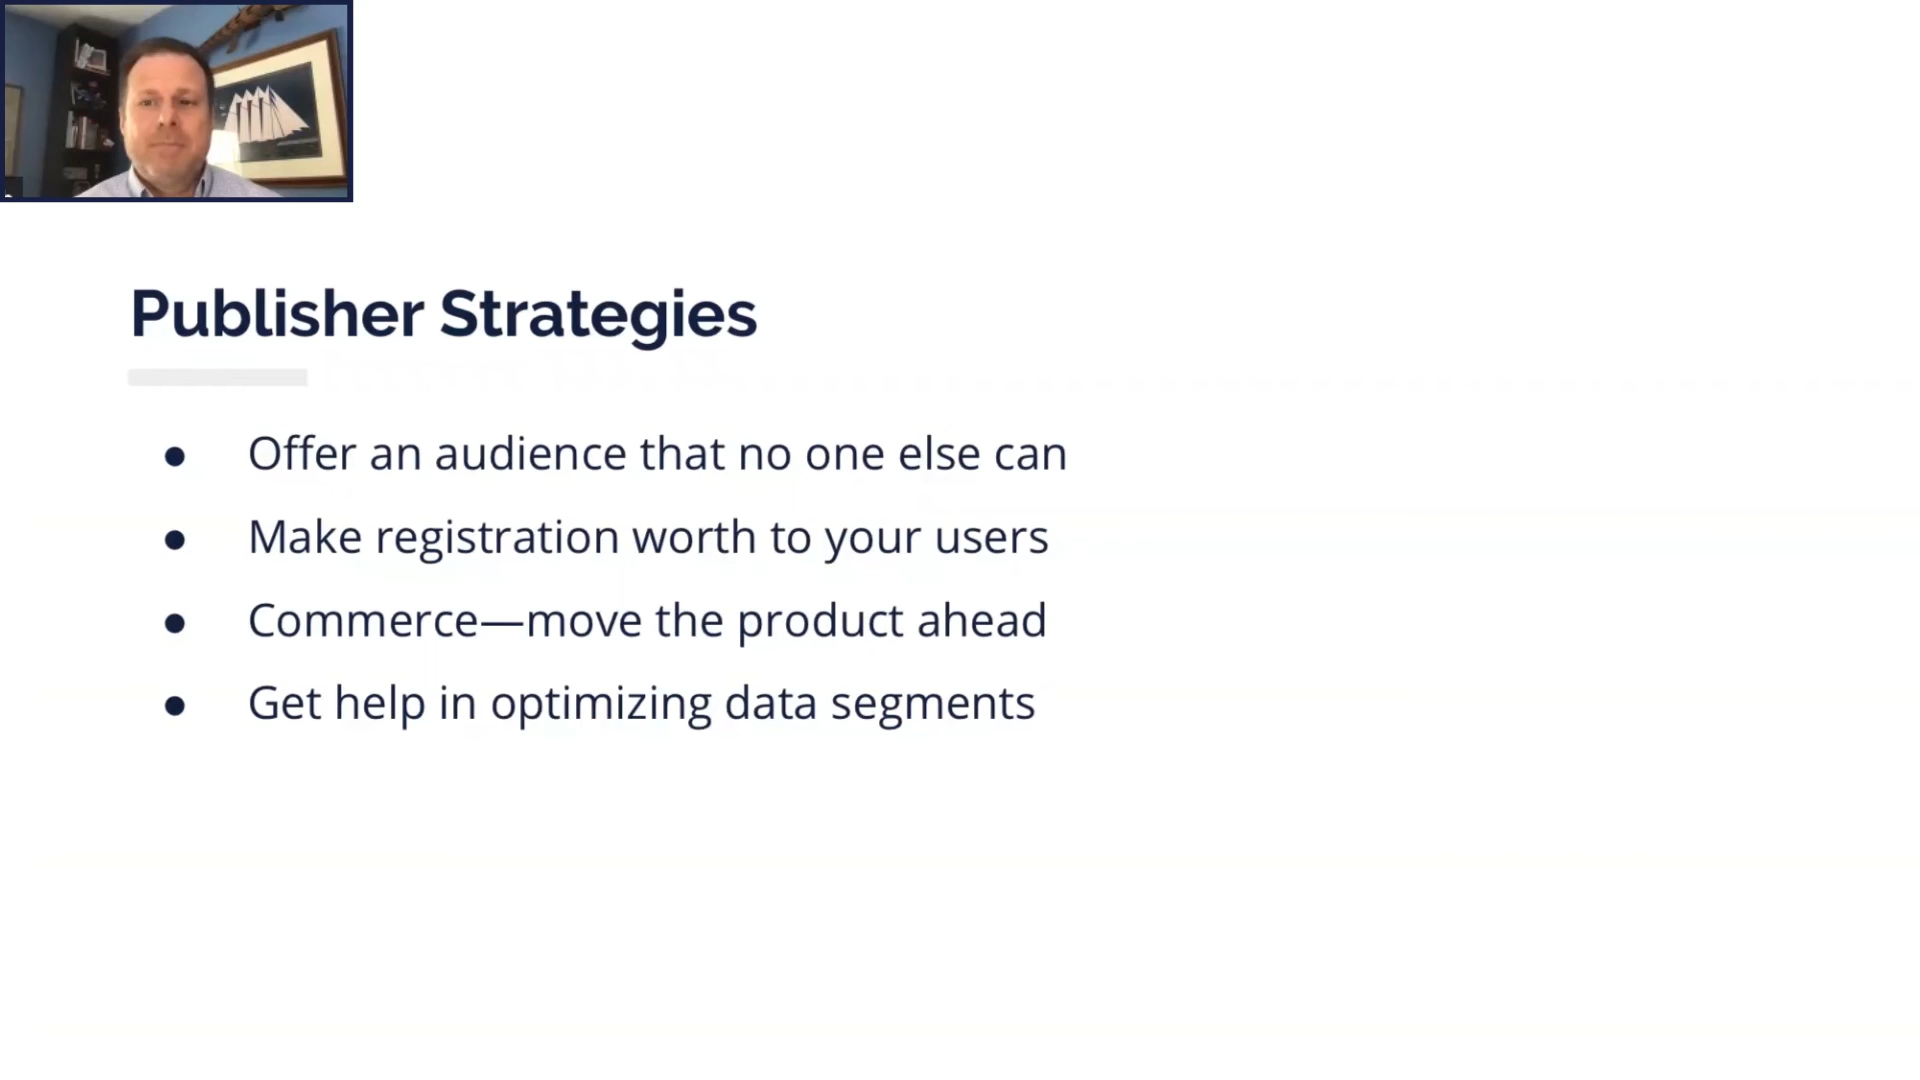 Publisher Strategies
● Offer an audience that no one else can
● Make registration worth to your users
● Commerce—move the product ahead
● Get help in optimizing data segments